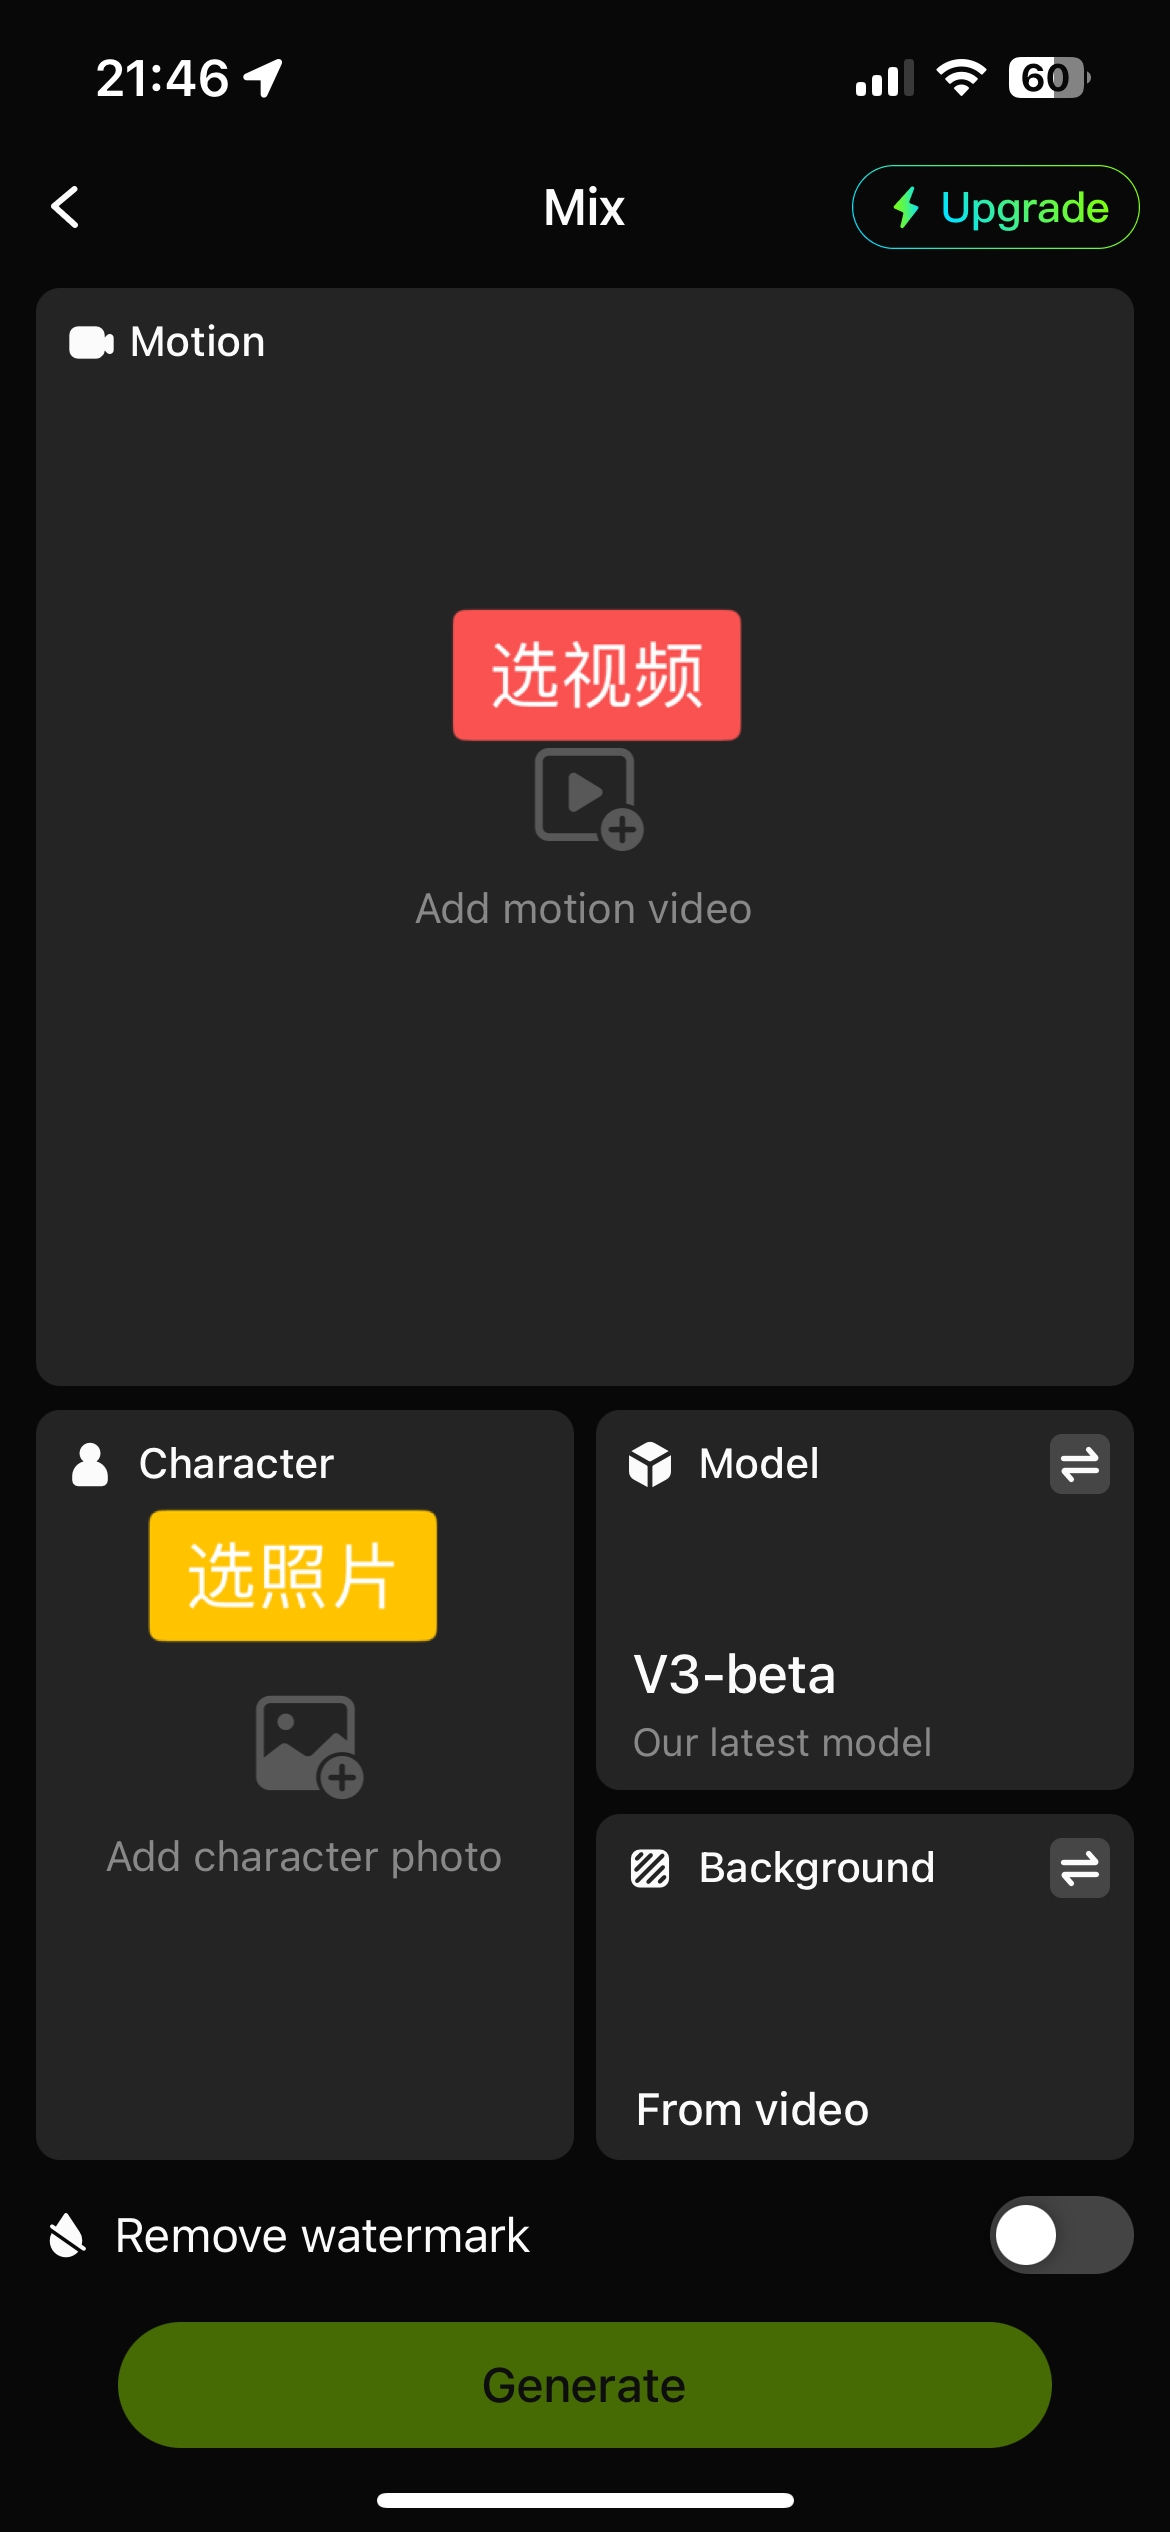 21:46
60
Mix
Upgrade
Motion
选视频
Add motion video
Character
选照片
Add character photo
Model
V3-beta
Our latest model
Background
From video
Remove watermark
Generate